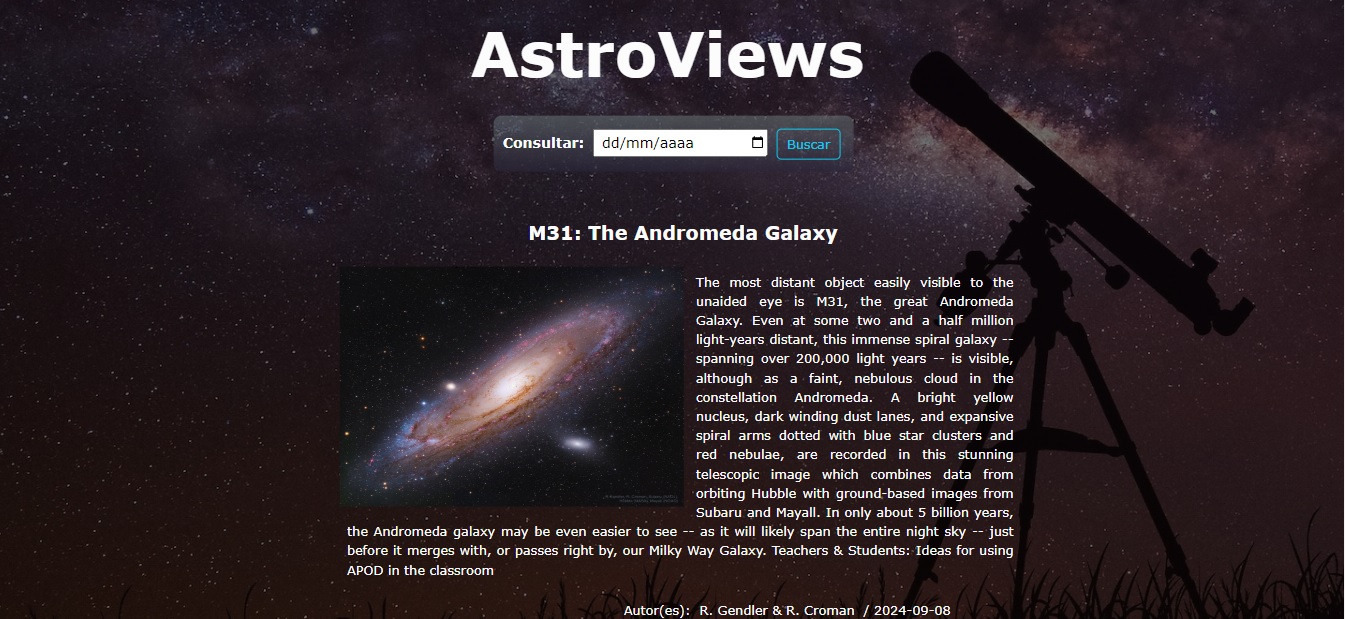 AstroViews
Consultar: dd/mm/aaaa Buscar
M31: The Andromeda Galaxy
The most distant object easily visible to the
unaided eye is M31, the great Andromeda
Galaxy. Even at some two and a half million
light-years distant, this immense spiral galaxy --
spanning over 200,000 light years -- is visible,
although as a faint, nebulous cloud in the
constellation Andromeda. A bright yellow
nucleus, dark winding dust lanes, and expansive
spiral arms dotted with blue star clusters and
red nebulae, are recorded in this stunning
telescopic image which combines data from
orbiting Hubble with ground-based images from
Subaru and Mayall. In only about 5 billion years,
the Andromeda galaxy may be even easier to see -- as it will likely span the entire night sky -- just
before it merges with, or passes right by, our Milky Way Galaxy. Teachers & Students: Ideas for using
APOD in the classroom
Autor(es): R. Gendler & R. Croman / 2024-09-08